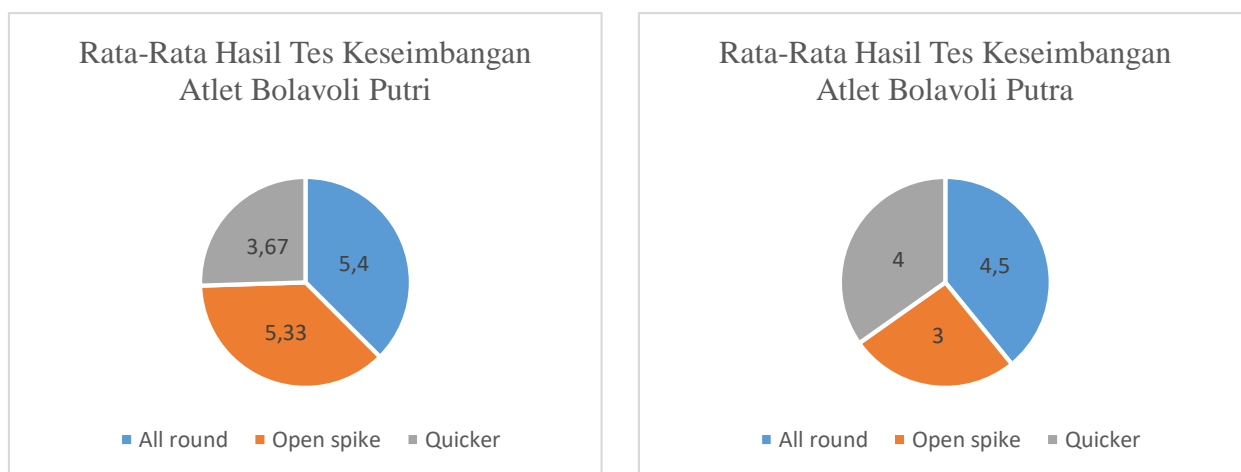 Rata-Rata Hasil Tes Keseimbangan
Atlet Bolavoli Putri
3,67
5,4
5,33
All round
Open spike
Quicker
Rata-Rata Hasil Tes Keseimbangan
Atlet Bolavoli Putra
4
4,5
3
All round
Open spike
Quicker